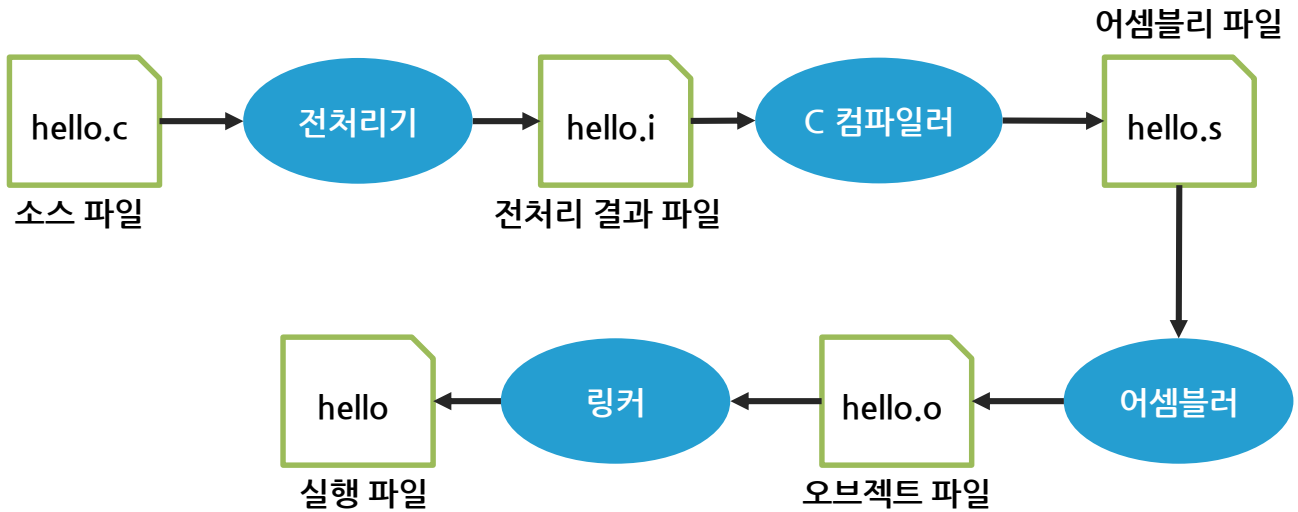 어셈블리 파일
hello.c
전처리기
hello.i
C 컴파일러
hello.s
소스 파일
전처리 결과 파일
hello
링커
hello.o
어셈블러
실행 파일
오브젝트 파일